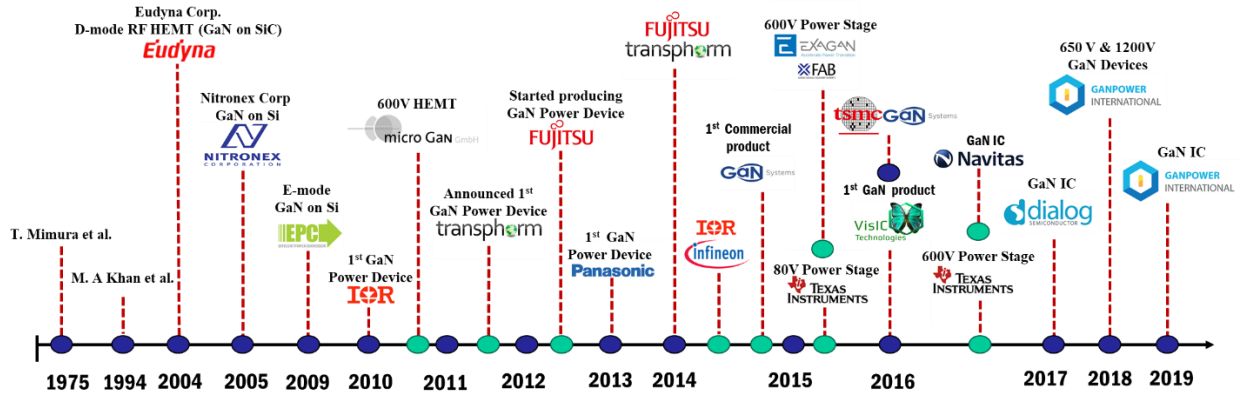 Eudyna Corp.
D-mode RF HEMT (GaN on SiC)
Eudyna
Nitronex Corp
GaN on Si
NITRONEX
CORPORATION
E-mode
GaN on Si
EPC
T. Mimura et al.
M. A Khan et al.
1st GaN
Power Device
IOR
600V HEMT
micro GaN GmbH
Announced 1st
GaN Power Device
transphorm
Started producing
GaN Power Device
FUJITSU
1st GaN
Power Device
Panasonic
FUJITSU
transphorm
IOR
infineon
1st Commercial
product
GaN Systems
600V Power Stage
EXAGAN
XFAB
80V Power Stage
TEXAS
INSTRUMENTS
tsmc GaN Systems
1st GaN product
VisIC
Technologies
GaN IC
Navitas
600V Power Stage
TEXAS
INSTRUMENTS
GaN IC
dialog
SEMICONDUCTOR
650 V & 1200V
GaN Devices
GANPOWER
INTERNATIONAL
GaN IC
GANPOWER
INTERNATIONAL
1975 1994 2004 2005 2009 2010 2011 2012 2013 2014 2015 2016 2017 2018 2019